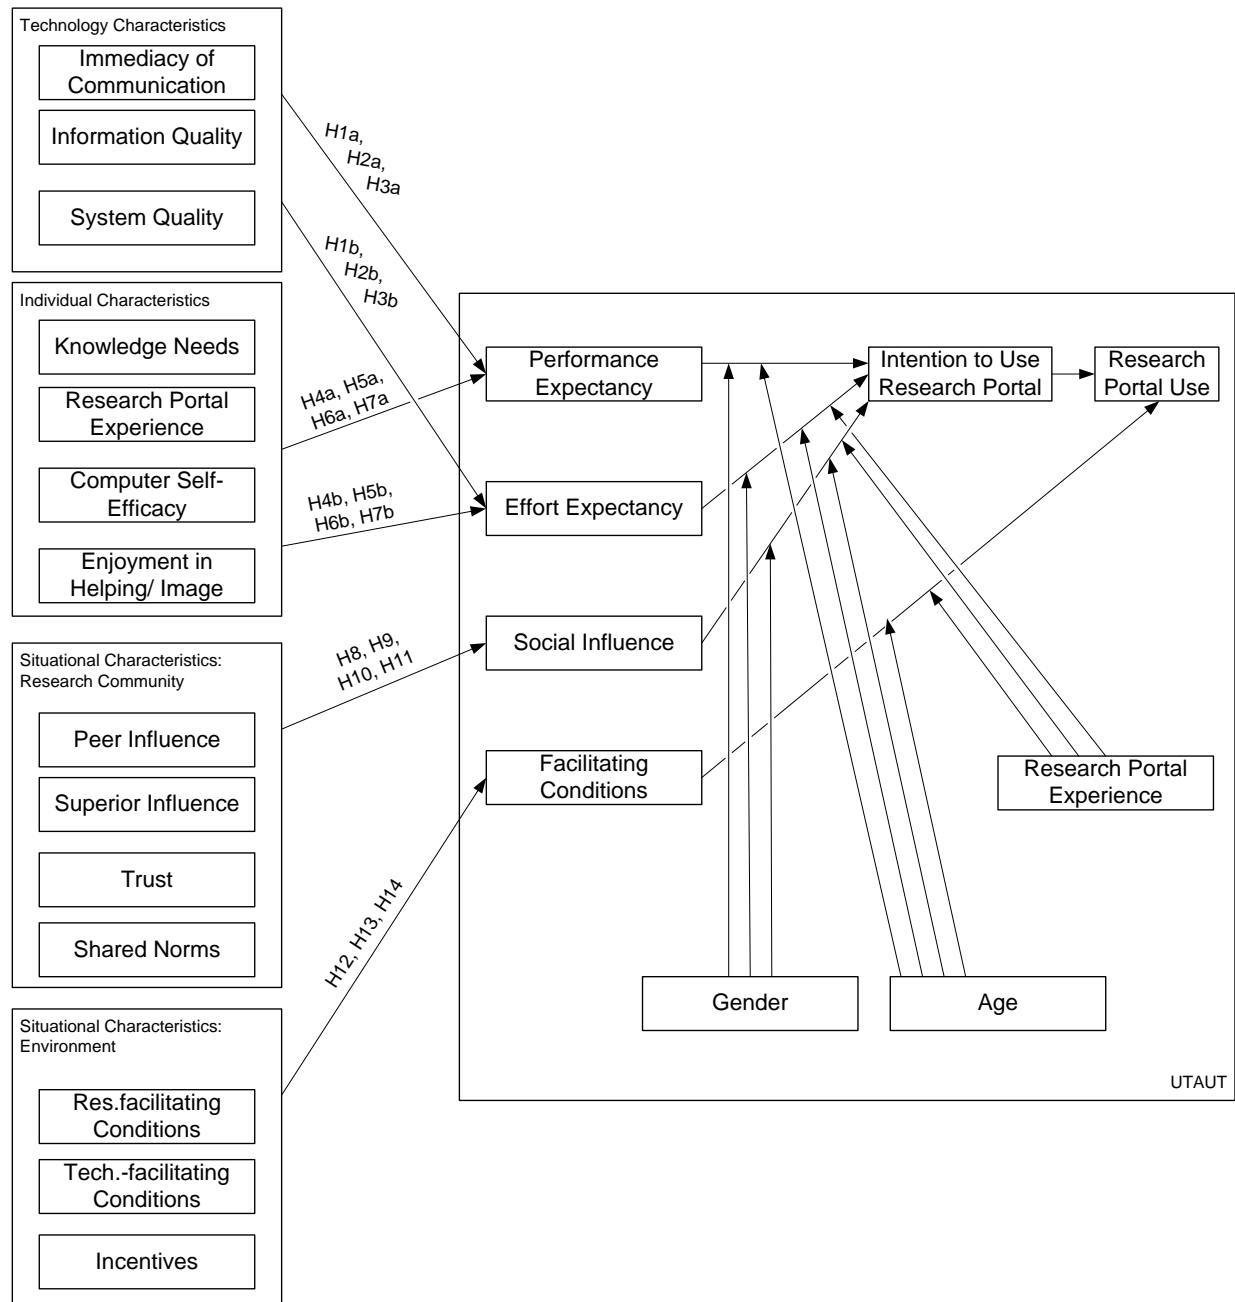 Technology Characteristics
Immediacy of
Communication
Information Quality
System Quality
H1a,
H2a,
H3a
H1b,
H2b,
H3b
Individual Characteristics
Knowledge Needs
Research Portal
Experience
Computer Self-
Efficacy
Enjoyment in
Helping/ Image
H4a, H5a,
H6a, H7a
H4b, H5b,
H6b, H7b
Situational Characteristics:
Research Community
Peer Influence
Superior Influence
Trust
Shared Norms
H8, H9,
H10, H11
Situational Characteristics:
Environment
Res.facilitating
Conditions
Tech.-facilitating
Conditions
Incentives
H12, H13, H14
Performance
Expectancy
Effort Expectancy
Social Influence
Facilitating
Conditions
Intention to Use
Research Portal
Research
Portal Use
Research Portal
Experience
Gender
Age
UTAUT